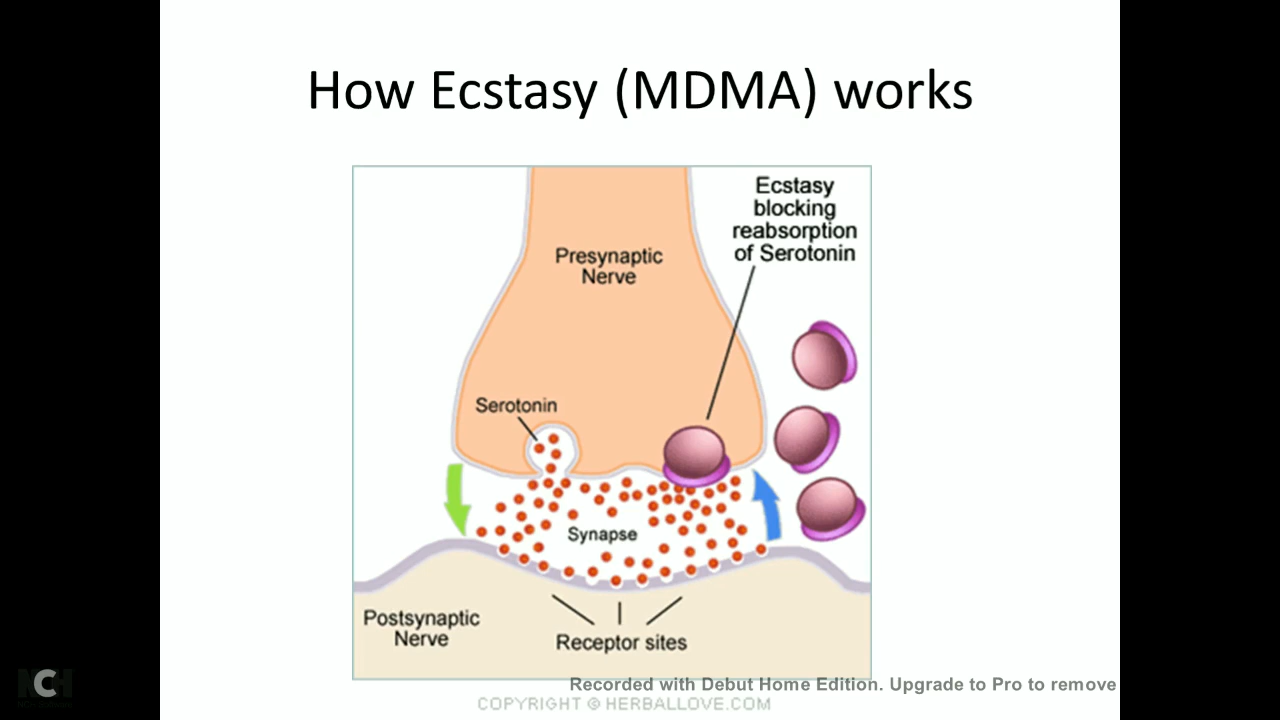 How Ecstasy (MDMA) works
Ecstasy
blocking
reabsorption
of Serotonin
Presynaptic
Nerve
Serotonin
Synapse
Postsynaptic
Nerve
Receptor sites
Recorded with Debut Home Edition. Upgrade to Pro to remove
NCH
COPYRIGHT © HERBALLOVE.COM